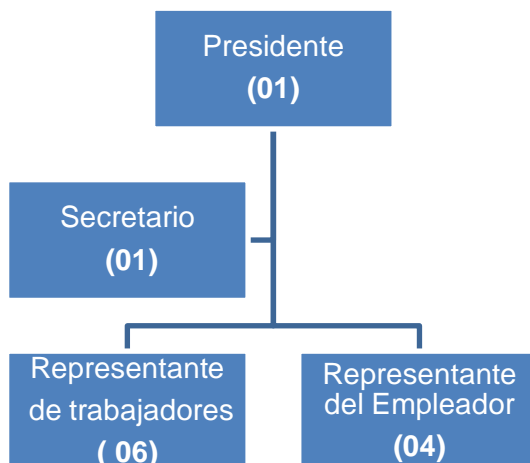 Presidente
(01)
Secretario
(01)
Representante
de trabajadores
( 06)
Representante
del Empleador
(04)